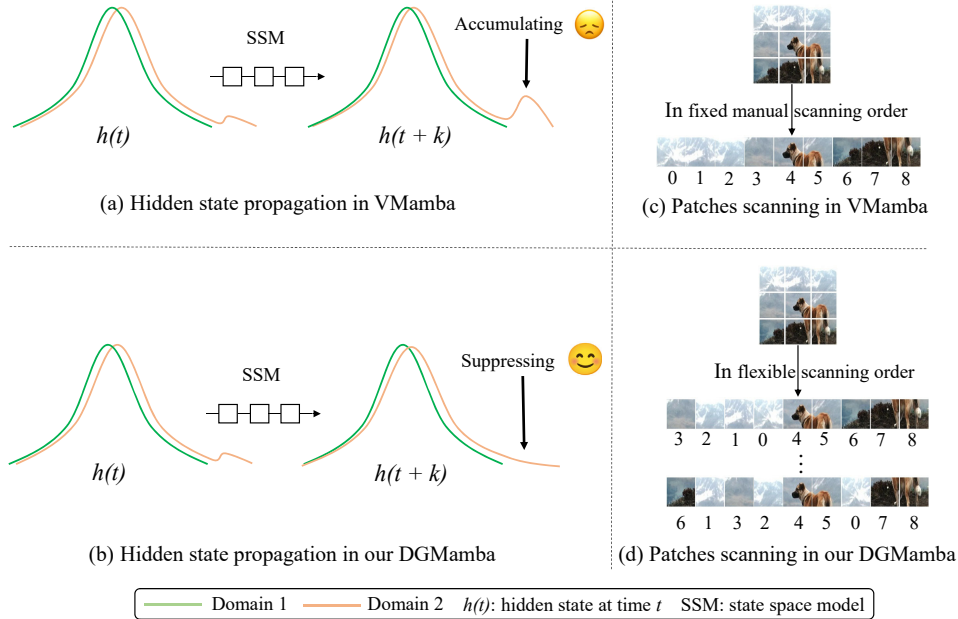 SSM
Accumulating
h(t)
h(t + k)
(a) Hidden state propagation in VMamba
In fixed manual scanning order
0 1 2 3 4 5 6 7 8
(c) Patches scanning in VMamba
SSM
Suppressing
h(t)
h(t + k)
(b) Hidden state propagation in our DGMamba
In flexible scanning order
3 2 1 0 4 5 6 7 8
6 1 3 2 4 5 0 7 8
(d) Patches scanning in our DGMamba
Domain 1 Domain 2 h(t): hidden state at time t SSM: state space model